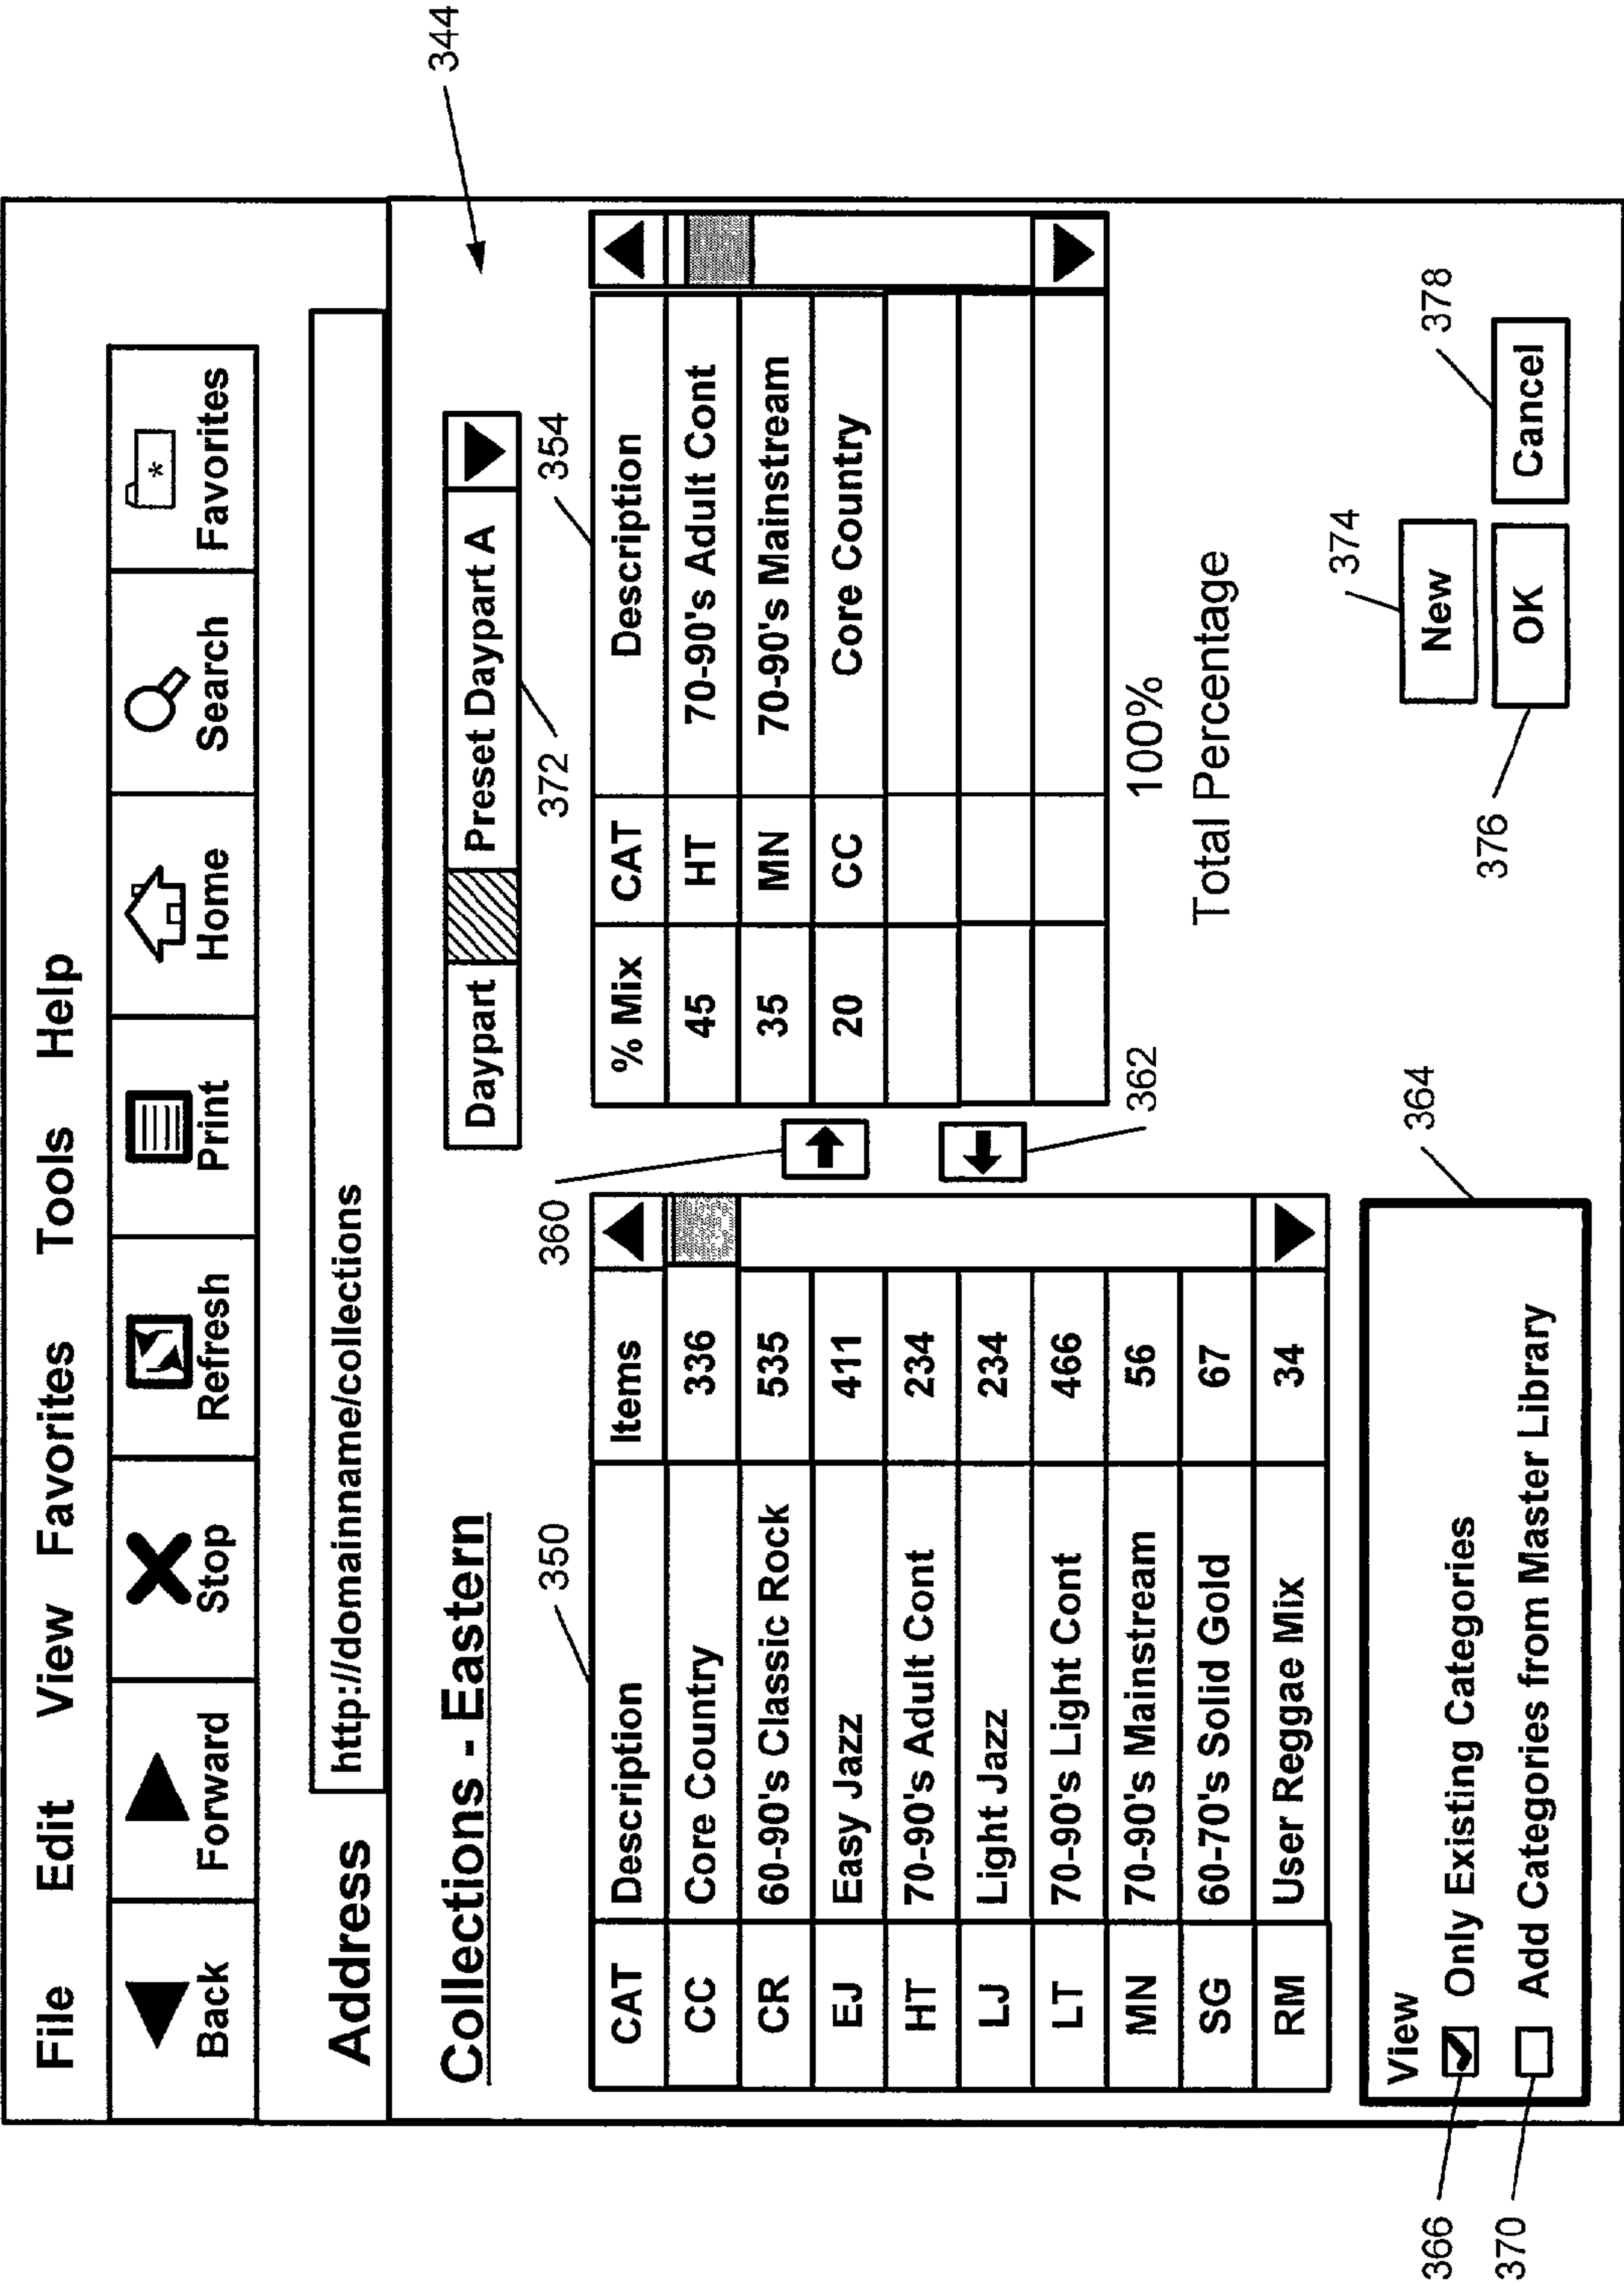 File Edit View Favorites Tools Help
Back Forward Stop Refresh Print Home Search * Favorites
Address http://domainname/collections
344
Collections - Eastern
Daypart Preset Daypart A
372
350
360
354
CAT Description Items
CC Core Country 336
CR 60-90's Classic Rock 535
EJ Easy Jazz 411
HT 70-90's Adult Cont 234
LJ Light Jazz 234
LT 70-90's Light Cont 466
MN 70-90's Mainstream 56
SG 60-70's Solid Gold 67
RM User Reggae Mix 34
% Mix CAT Description
45 HT 70-90's Adult Cont
35 MN 70-90's Mainstream
20 CC Core Country
362
100%
Total Percentage
364
View
366 Only Existing Categories
370 Add Categories from Master Library
374
New
378
376
OK Cancel